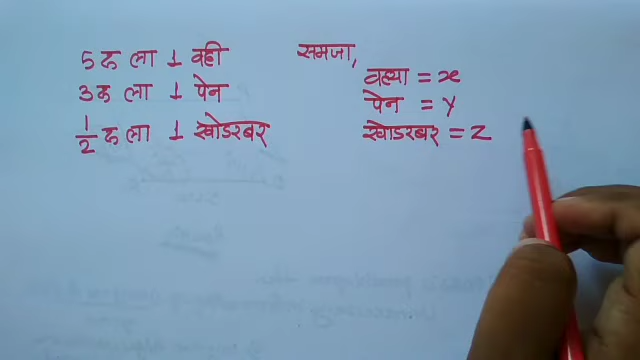 5 रु ला 1 वही
3 रु ला 1 पेन
1/2 रु ला 1 खोडरबर
समजा,
वह्या = x
पेन = y
खोडरबर = z